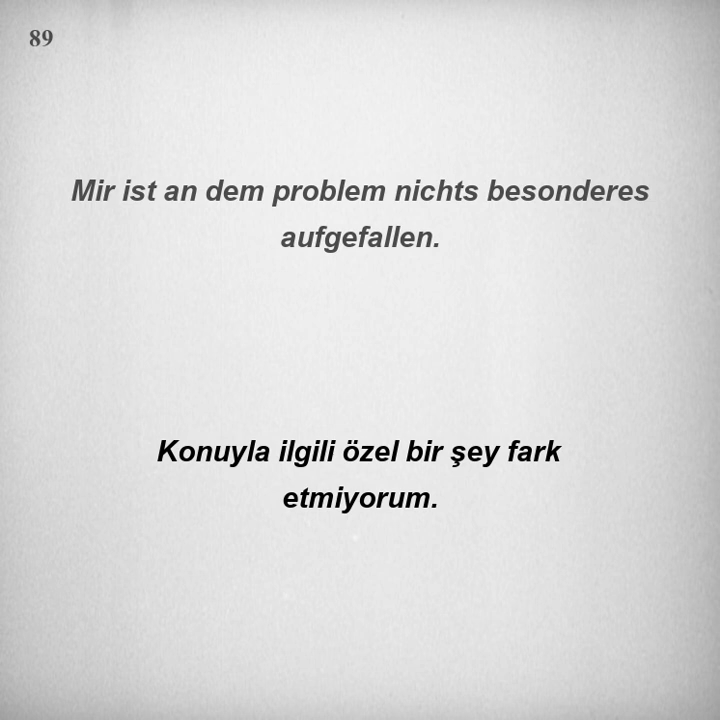 89
Mir ist an dem problem nichts besonderes
aufgefallen.
Konuyla ilgili özel bir şey fark
etmiyorum.